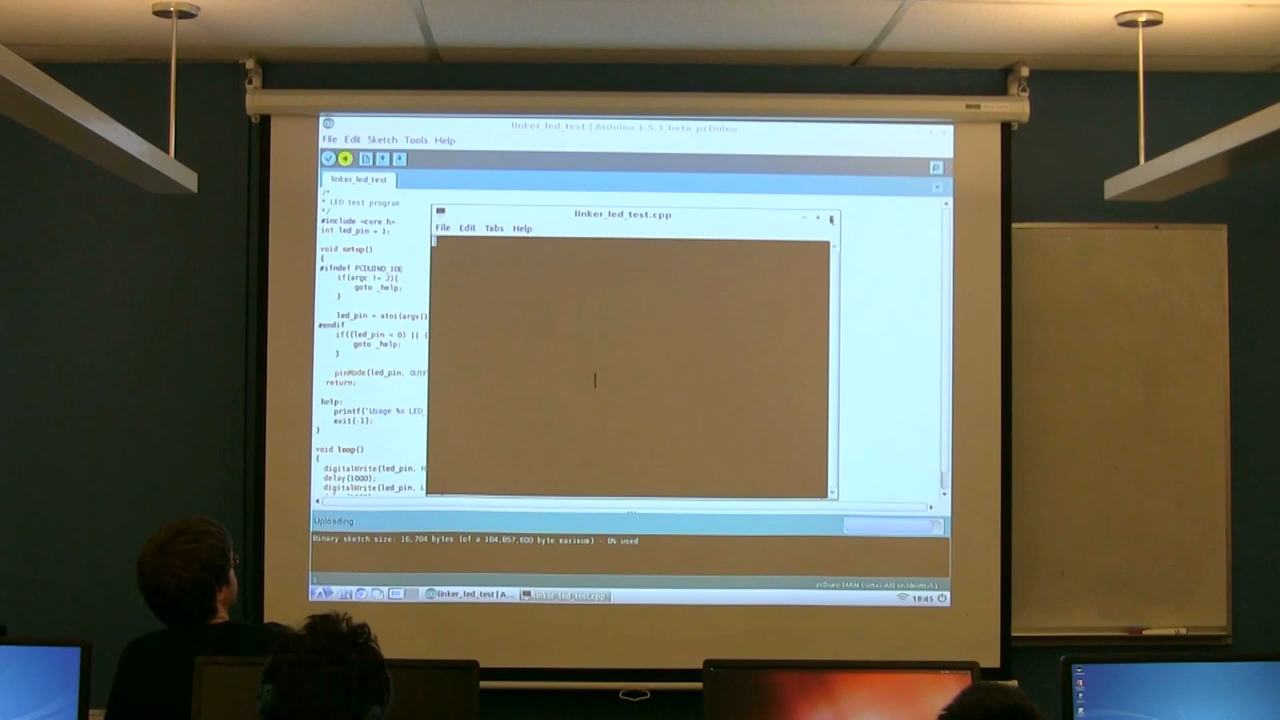 linker_led_test | Arduino 1.5.3_beta_pcDuino
File Edit Sketch Tools Help
linker_led_test
/*
* LED test program
*/
#include <core.h>
int led_pin = 1;
void setup()
{
#ifndef PCDUINO_IDE
if(argc != 2){
goto _help;
}
led_pin = atoi(argv[
#endif
if((led_pin < 0) || (
goto _help;
}
pinMode(led_pin, OUTP
return;
_help:
printf("Usage %s LED_
exit(-1);
}
void loop()
{
digitalWrite(led_pin, H
delay(1000);
digitalWrite(led_pin, L
linker_led_test.cpp
File Edit Tabs Help
Uploading...
Binary sketch size: 16,704 bytes (of a 104,857,600 byte maximum) - 0% used
5
linker_led_test | A...
linker_led_test.cpp
18:45